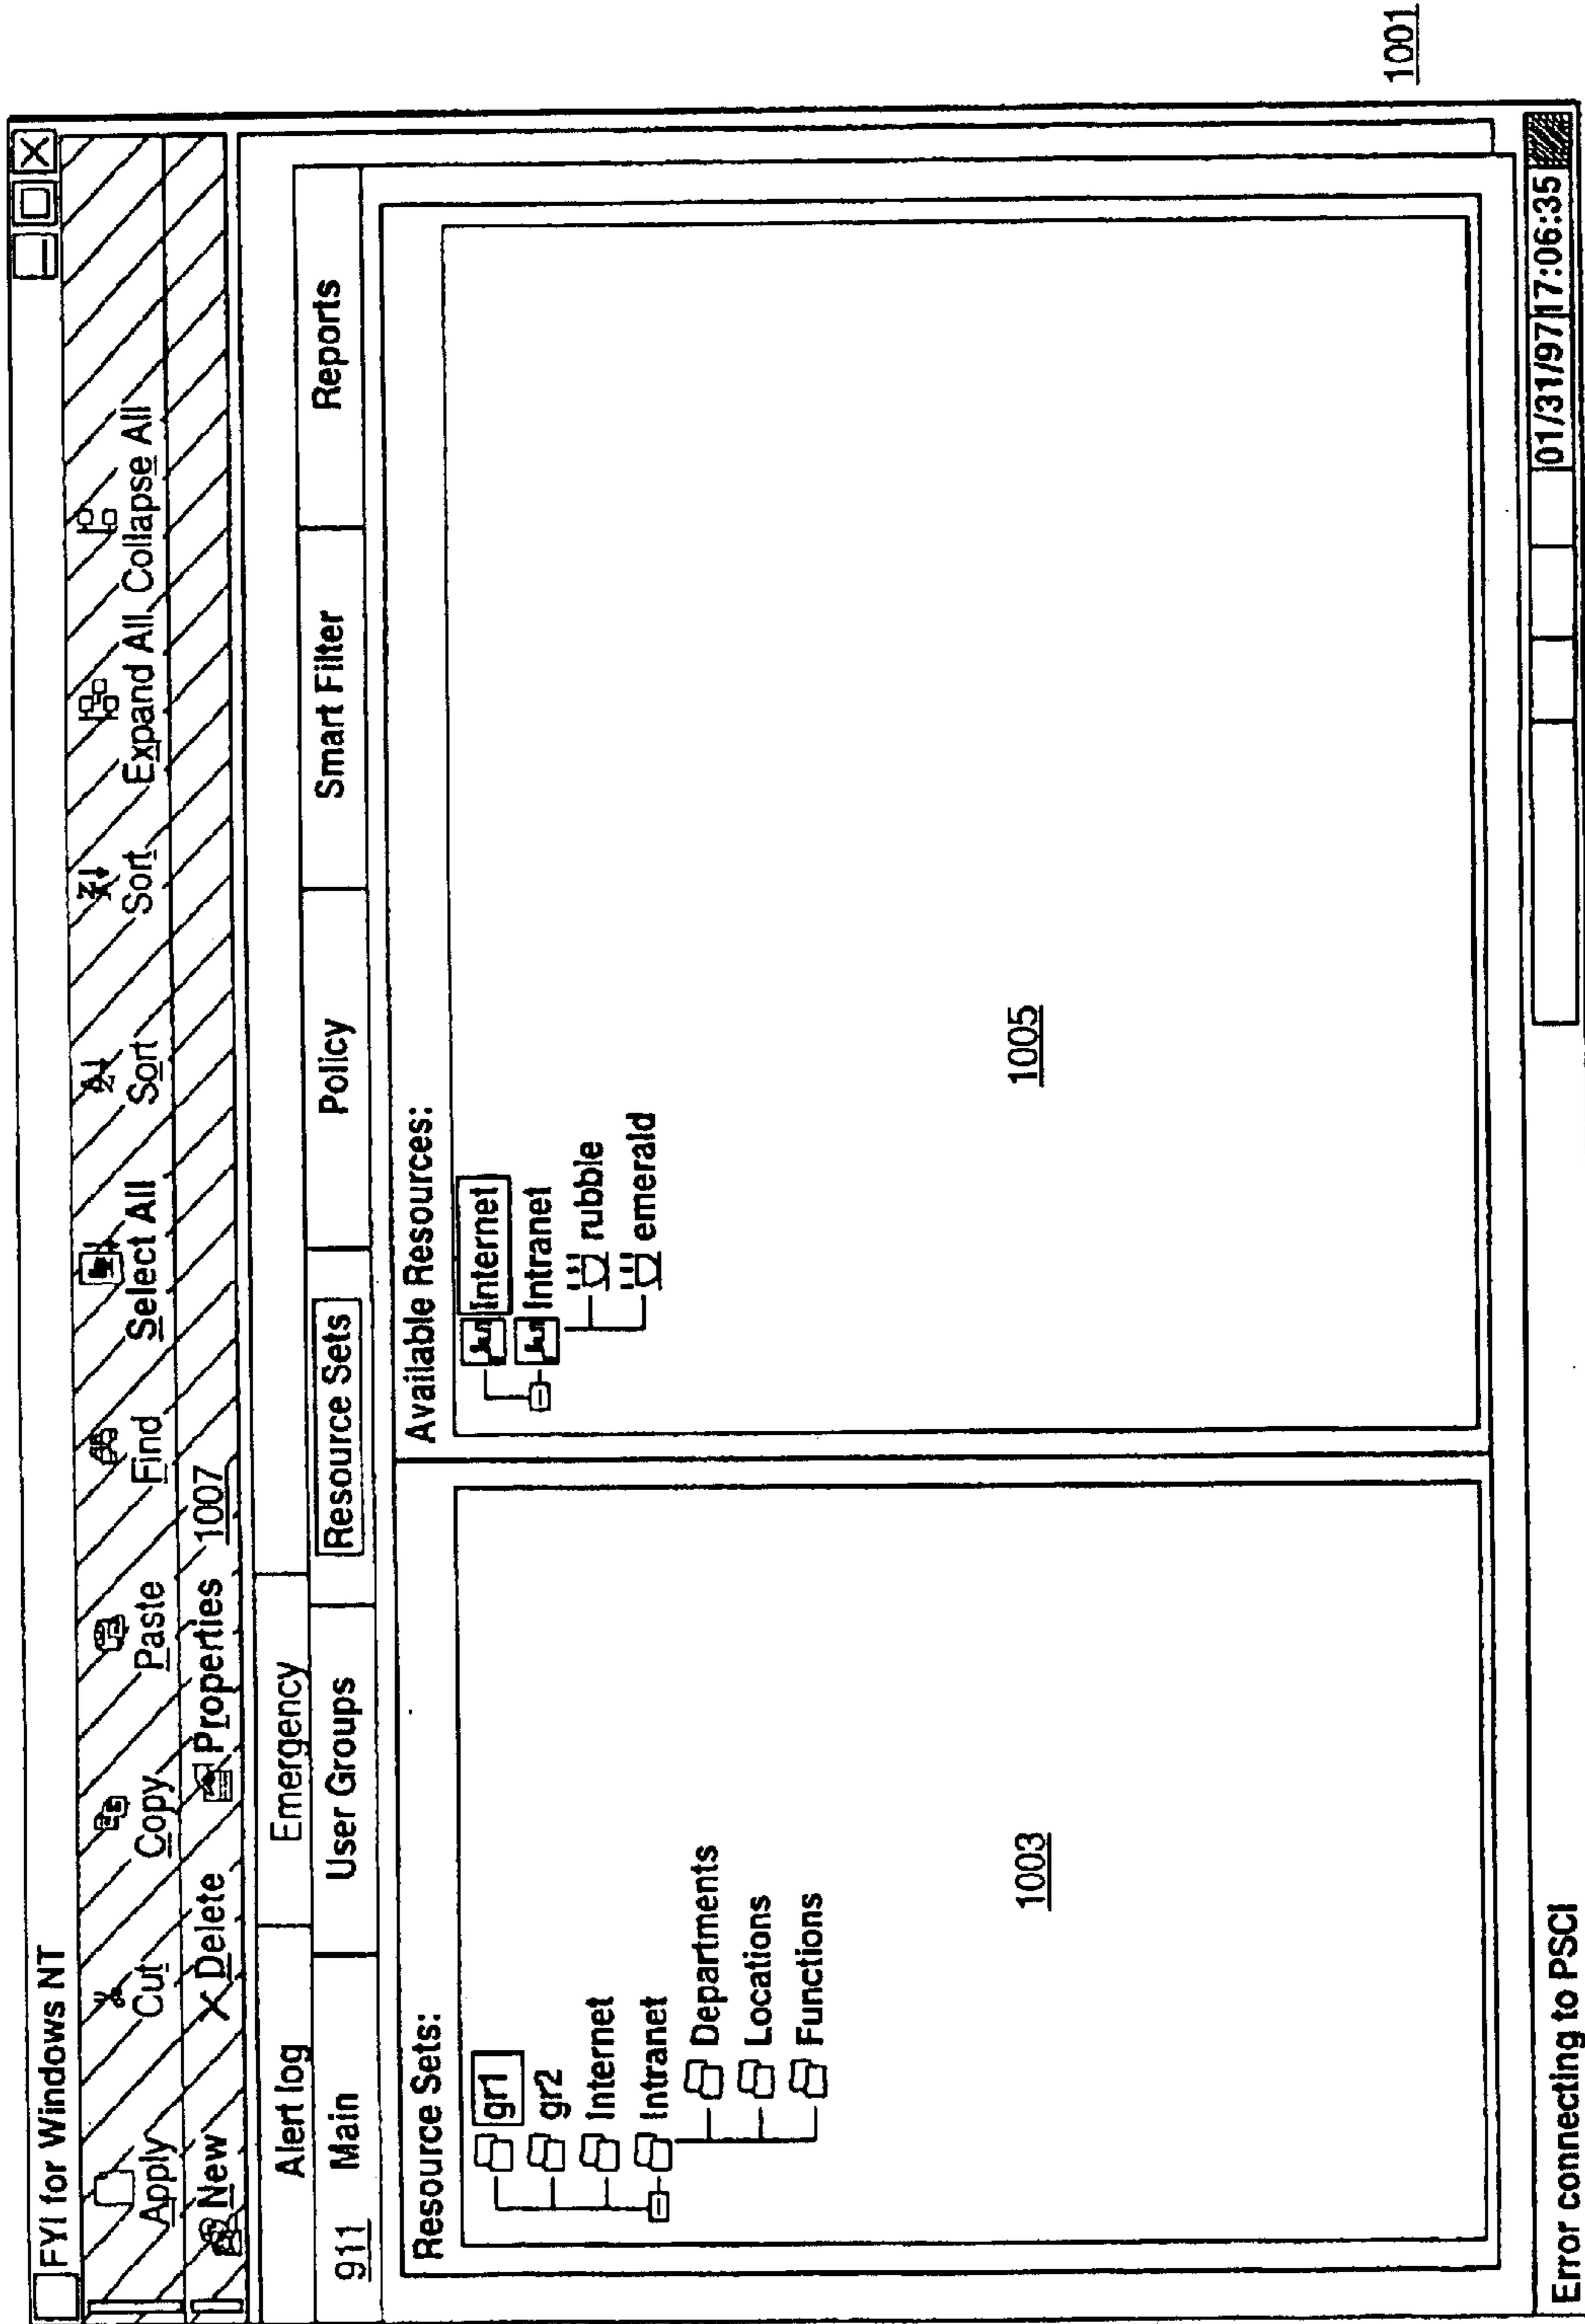 FYI for Windows NT
Apply Cut Copy Paste Find Select All Sort Sort Expand All Collapse All
New Delete Properties 1007
Alert log Emergency
911 Main User Groups Resource Sets Policy Smart Filter Reports
Resource Sets:
gr1
gr2
Internet
Intranet
Departments
Locations
Functions
1003
Available Resources:
Internet
Intranet
rubble
emerald
1005
Error connecting to PSCI
01/31/97 17:06:35
1001